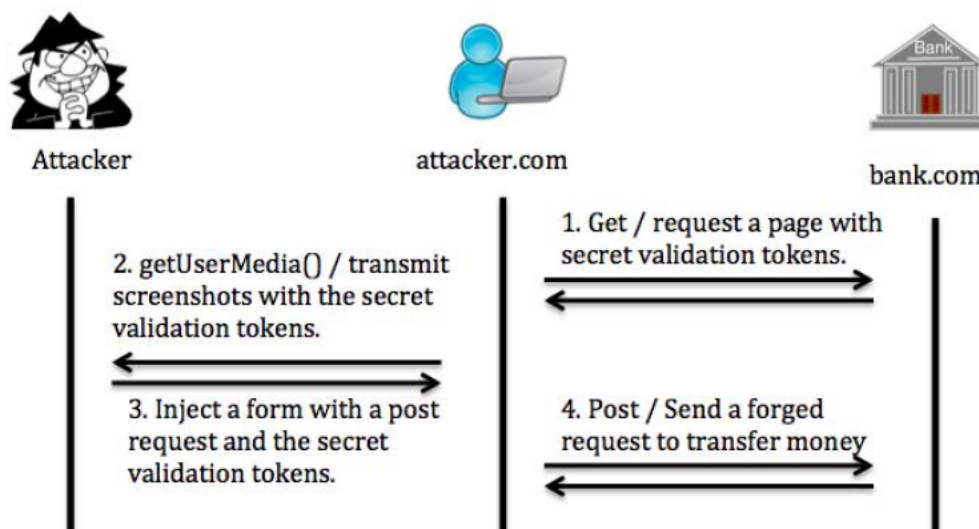 Bank
Attacker
attacker.com
bank.com
1. Get / request a page with
secret validation tokens.
2. getUserMedia() / transmit
screenshots with the secret
validation tokens.
3. Inject a form with a post
request and the secret
validation tokens.
4. Post / Send a forged
request to transfer money